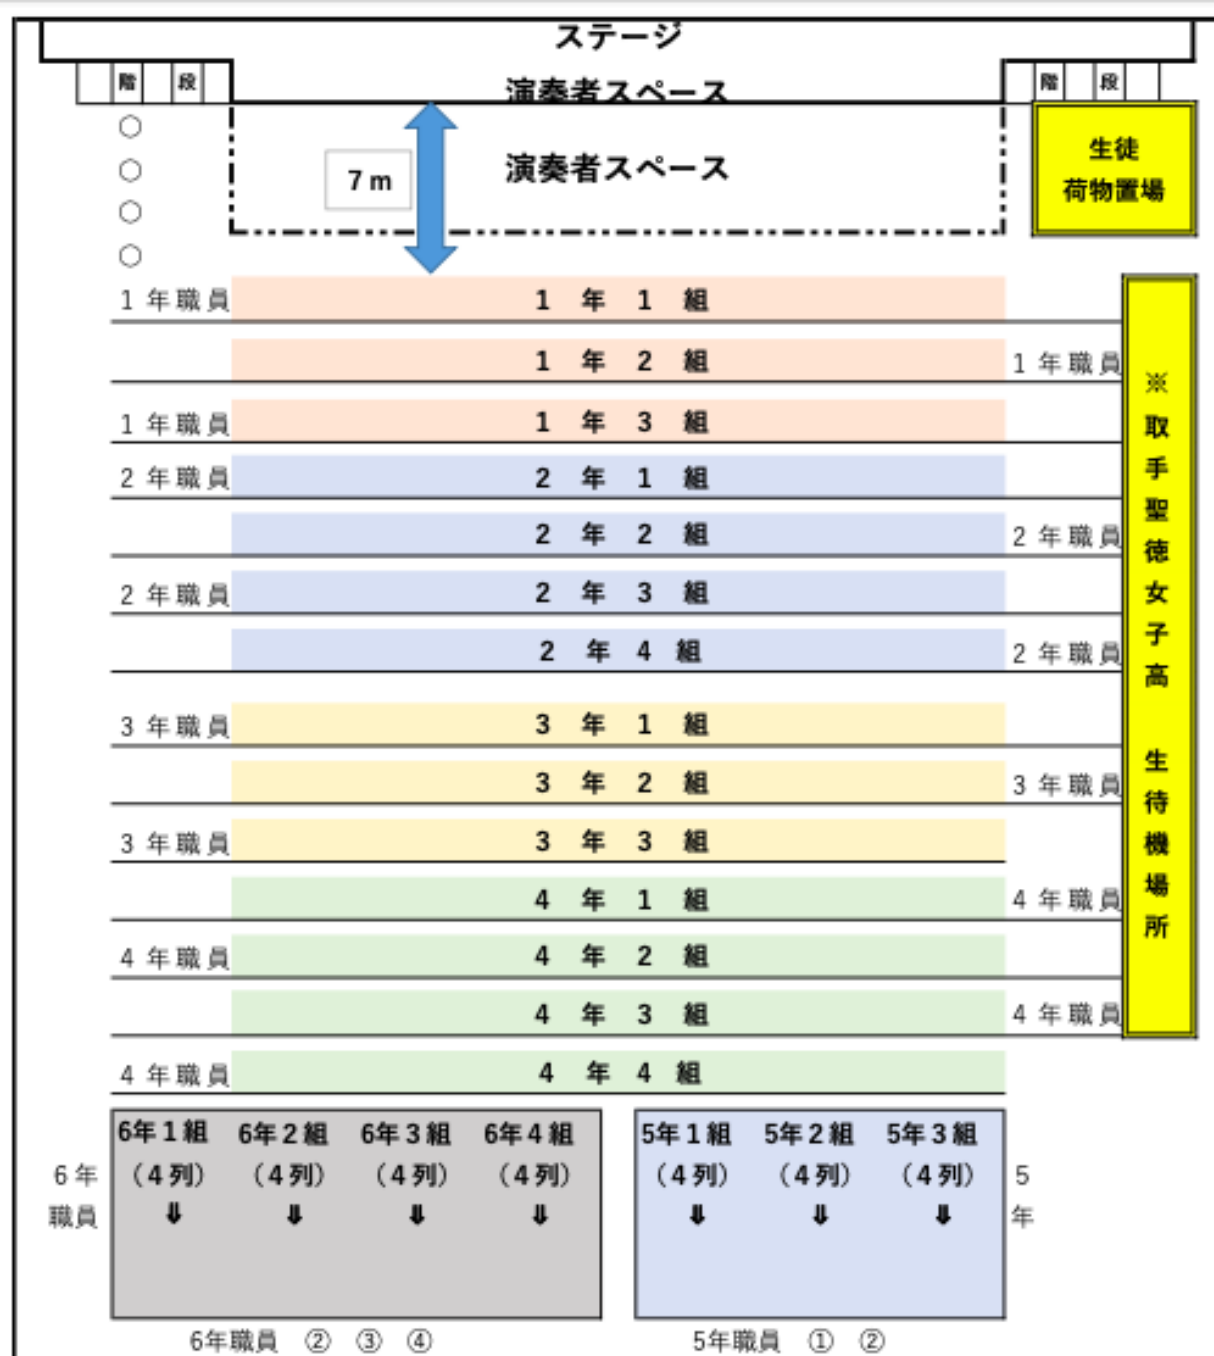 ステージ
階 段
演奏者スペース
階 段
7 m
演奏者スペース
生徒
荷物置場
1 年 職 員
1 年 1 組
1 年 2 組
1 年 職 員
1 年 職 員
1 年 3 組
2 年 職 員
2 年 1 組
2 年 2 組
2 年 職 員
2 年 職 員
2 年 3 組
2 年 4 組
2 年 職 員
3 年 職 員
3 年 1 組
3 年 2 組
3 年 職 員
3 年 職 員
3 年 3 組
4 年 1 組
4 年 職 員
4 年 職 員
4 年 2 組
4 年 3 組
4 年 職 員
4 年 職 員
4 年 4 組
※取手聖徳女子高 生待機場所
6年1組 6年2組 6年3組 6年4組
(4列) (4列) (4列) (4列)
⇓ ⇓ ⇓ ⇓
6年
職員
5年1組 5年2組 5年3組
(4列) (4列) (4列)
⇓ ⇓ ⇓
5
年
6年職員 ② ③ ④
5年職員 ① ②